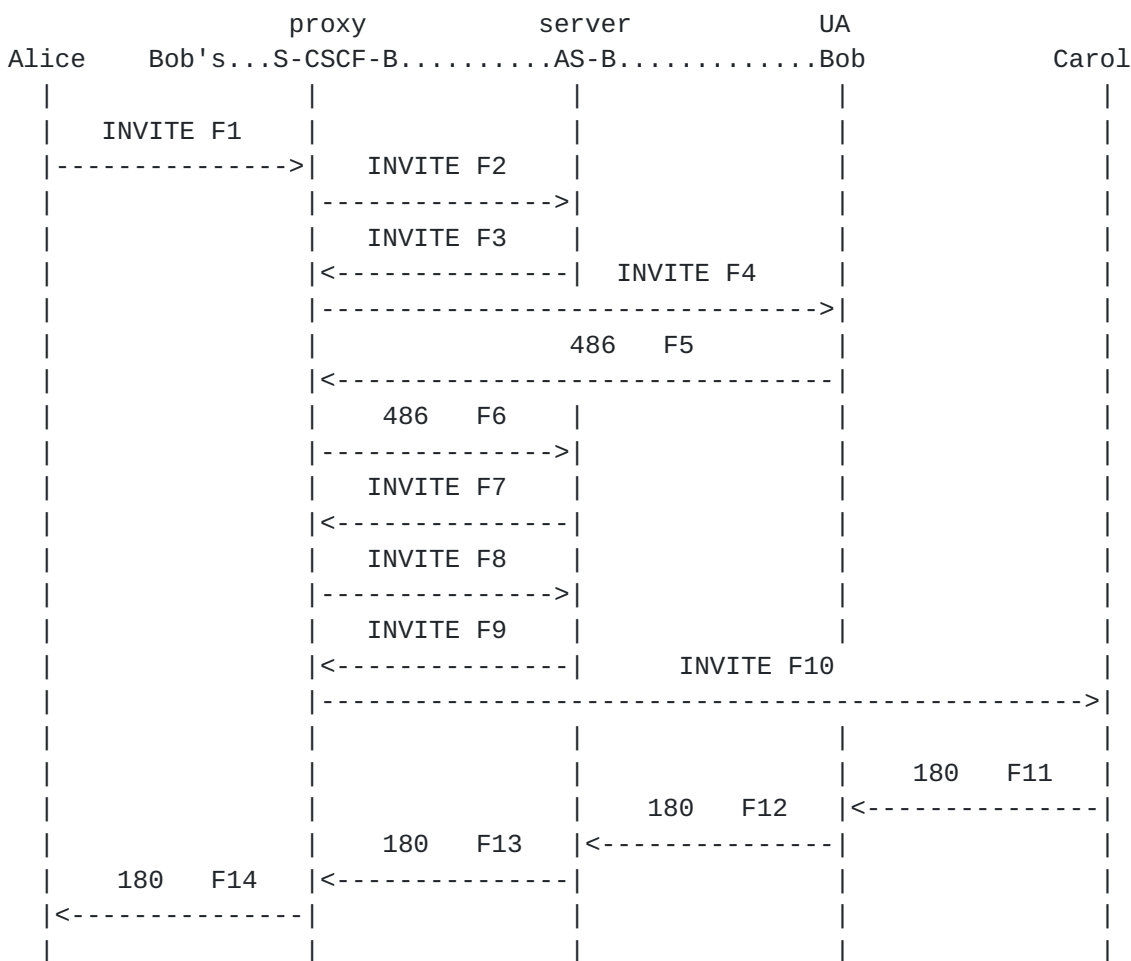 proxy server UA
Alice Bob's...S-CSCF-B..........AS-B.............Bob Carol
INVITE F1
INVITE F2
INVITE F3
INVITE F4
486 F5
486 F6
INVITE F7
INVITE F8
INVITE F9
INVITE F10
180 F11
180 F12
180 F13
180 F14